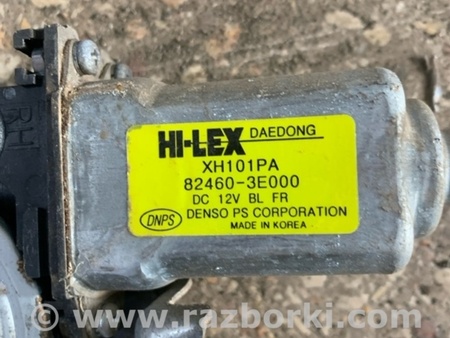 RH
HI-LEX DAEDONG
XH101PA
82460-3E000
DC 12V BL FR
DNPS DENSO PS CORPORATION
MADE IN KOREA
www.razborki.com